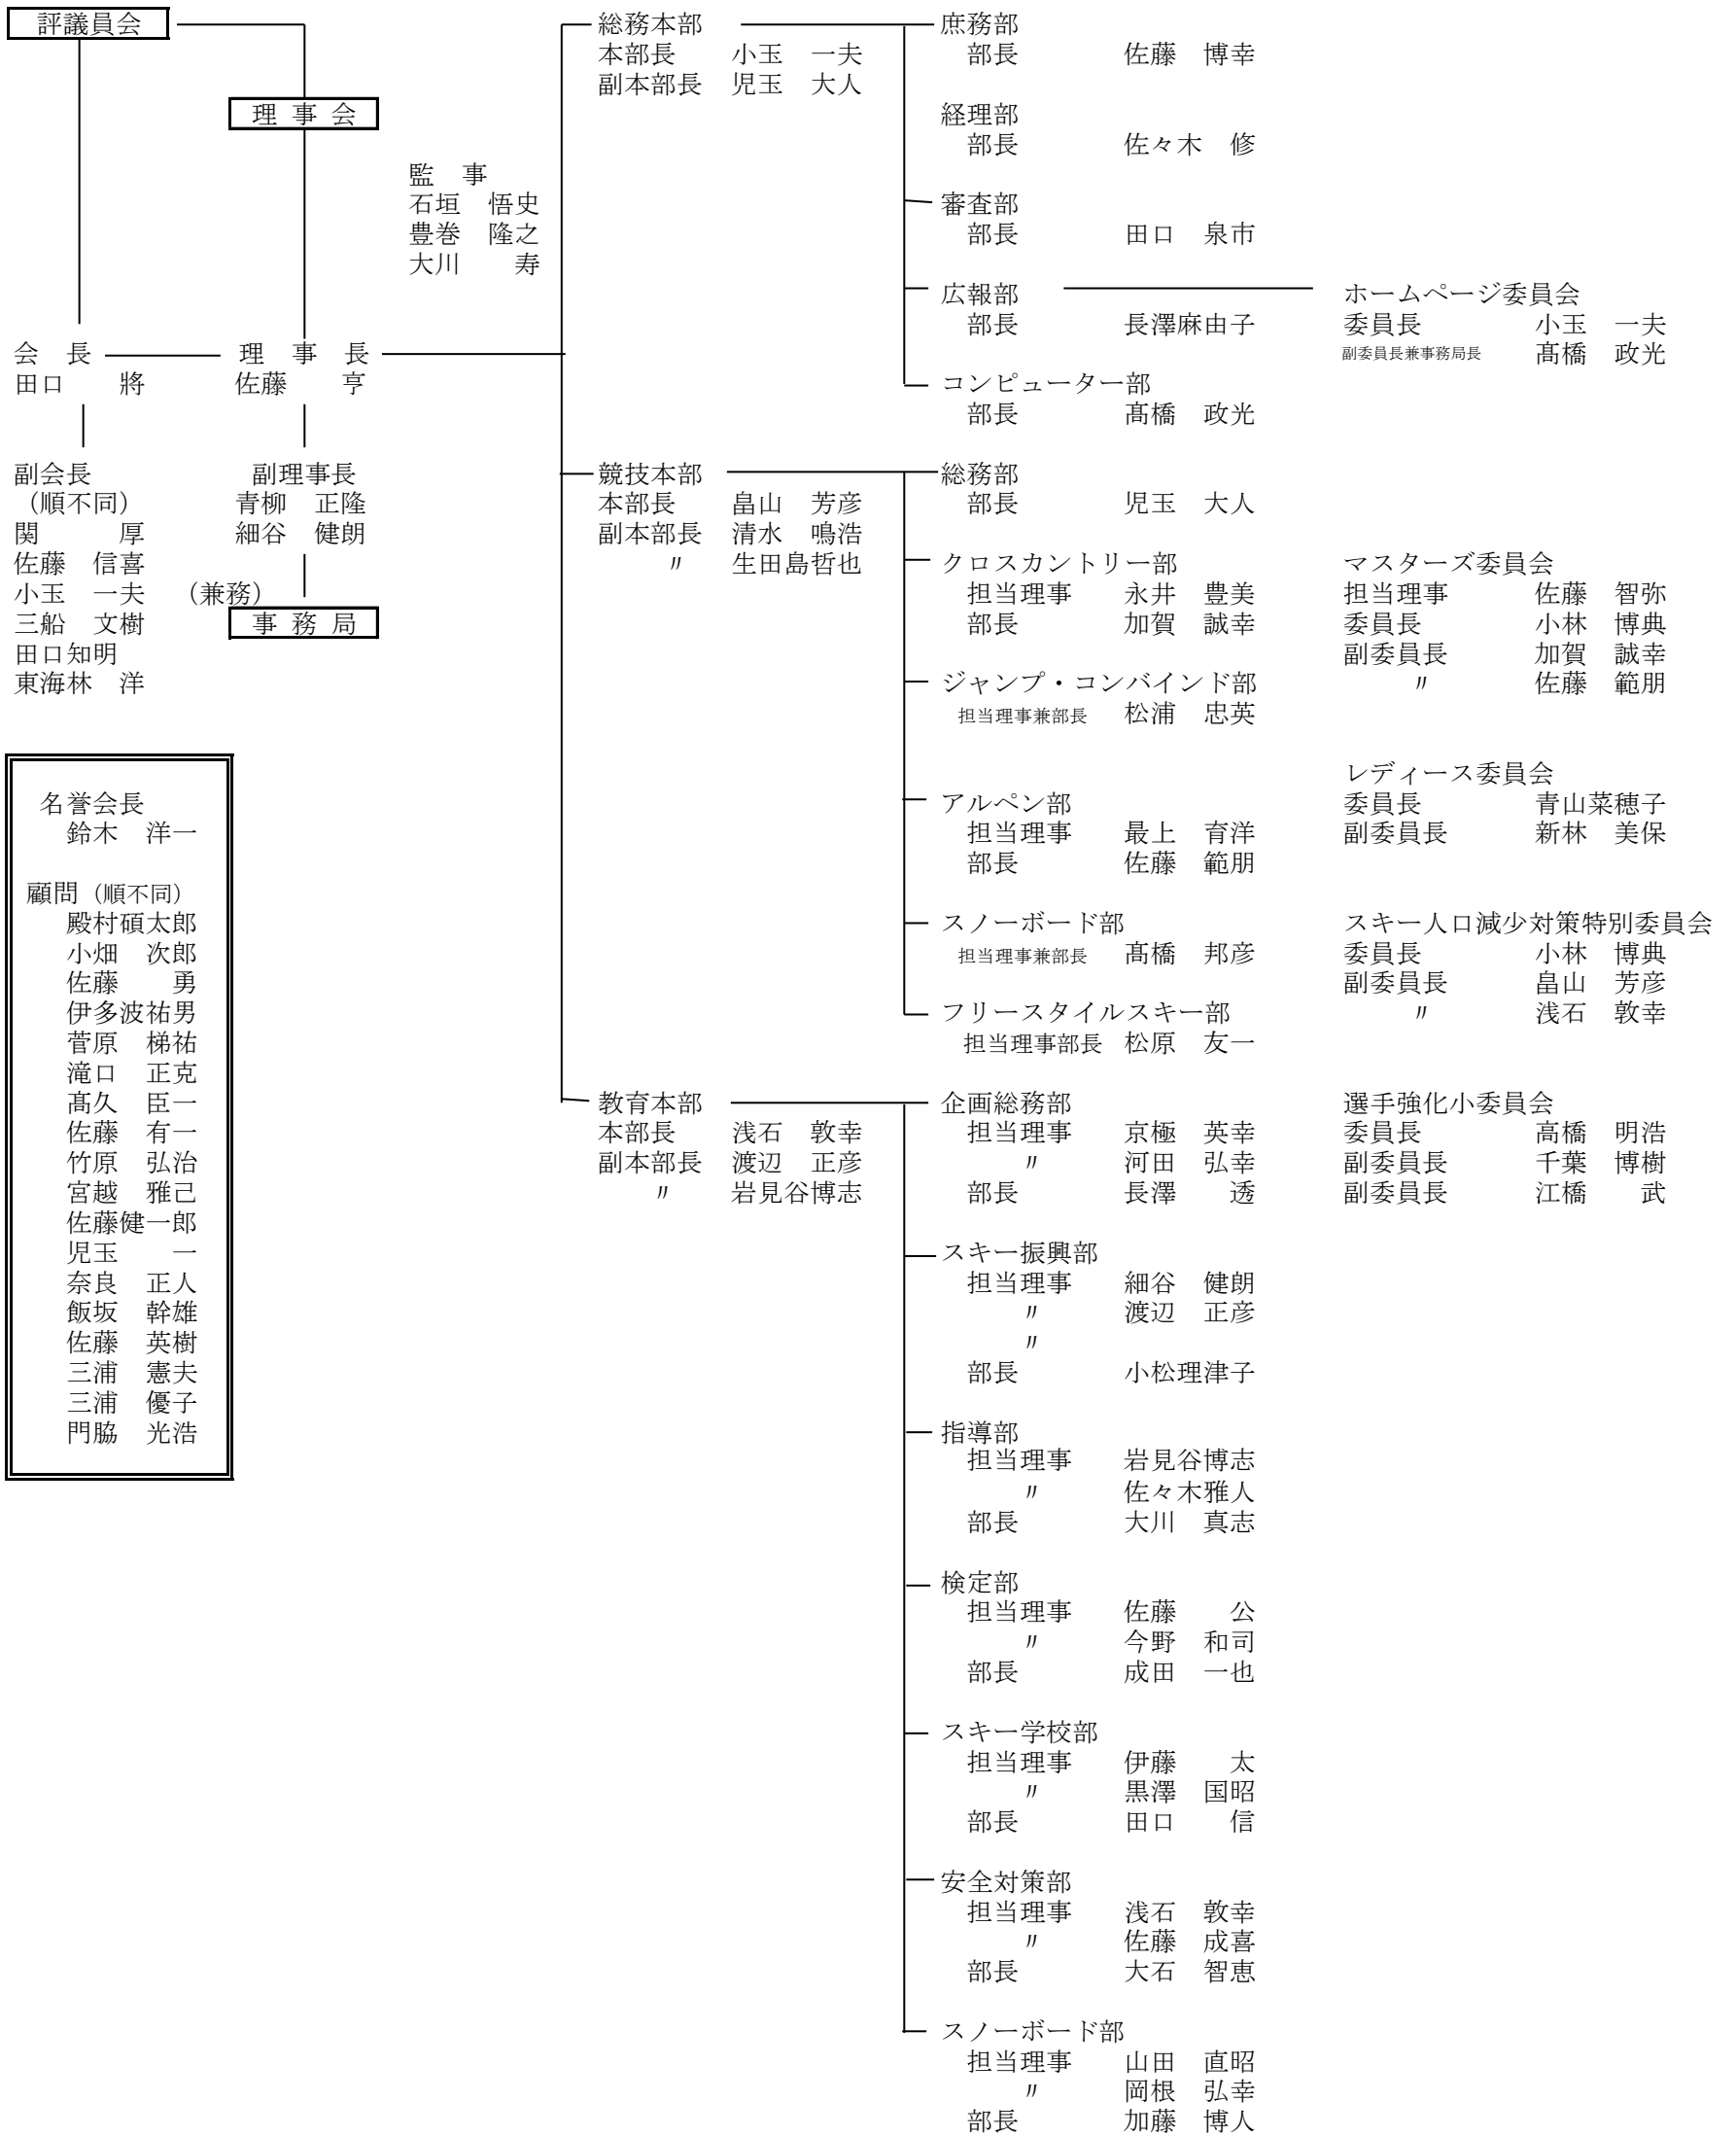 評議員会
理 事 会
監　事
石垣　悟史
豊巻　隆之
大川　　寿
会　長
田口　　將
理　事　長
佐藤　　亨
副会長
（順不同）
関　　　厚
佐藤　信喜
小玉　一夫　（兼務）
三船　文樹
田口知明
東海林　洋
副理事長
青柳　正隆
細谷　健朗
事 務 局
名誉会長
鈴木　洋一
顧問（順不同）
殿村碩太郎
小畑　次郎
佐藤　　勇
伊多波祐男
菅原　梯祐
滝口　正克
髙久　臣一
佐藤　有一
竹原　弘治
宮越　雅己
佐藤健一郎
児玉　　一
奈良　正人
飯坂　幹雄
佐藤　英樹
三浦　憲夫
三浦　優子
門脇　光浩
総務本部
本部長　　小玉　一夫
副本部長　児玉　大人
庶務部
部長　　　　佐藤　博幸
経理部
部長　　　　佐々木　修
審査部
部長　　　　田口　泉市
広報部
部長　　　　長澤麻由子
ホームページ委員会
委員長　　　　小玉　一夫
副委員長兼事務局長　　髙橋　政光
コンピューター部
部長　　　　髙橋　政光
競技本部
本部長　　畠山　芳彦
副本部長　清水　鳴浩
〃　生田島哲也
総務部
部長　　　　児玉　大人
クロスカントリー部
担当理事　　永井　豊美
部長　　　　加賀　誠幸
ジャンプ・コンバインド部
担当理事兼部長　松浦　忠英
アルペン部
担当理事　　最上　育洋
部長　　　　佐藤　範朋
スノーボード部
担当理事兼部長　髙橋　邦彦
フリースタイルスキー部
担当理事部長　松原　友一
マスターズ委員会
担当理事　　　佐藤　智弥
委員長　　　　小林　博典
副委員長　　　加賀　誠幸
〃　　　　佐藤　範朋
レディース委員会
委員長　　　　青山菜穂子
副委員長　　　新林　美保
スキー人口減少対策特別委員会
委員長　　　　小林　博典
副委員長　　　畠山　芳彦
〃　　　　浅石　敦幸
教育本部
本部長　　浅石　敦幸
副本部長　渡辺　正彦
〃　　岩見谷博志
企画総務部
担当理事　　京極　英幸
〃　　　河田　弘幸
部長　　　　長澤　　透
選手強化小委員会
委員長　　　　高橋　明浩
副委員長　　　千葉　博樹
副委員長　　　江橋　　武
スキー振興部
担当理事　　細谷　健朗
〃　　　渡辺　正彦
〃
部長　　　　小松理津子
指導部
担当理事　　岩見谷博志
〃　　　佐々木雅人
部長　　　　大川　真志
検定部
担当理事　　佐藤　　公
〃　　　今野　和司
部長　　　　成田　一也
スキー学校部
担当理事　　伊藤　　太
〃　　　黒澤　国昭
部長　　　　田口　　信
安全対策部
担当理事　　浅石　敦幸
〃　　　佐藤　成喜
部長　　　　大石　智恵
スノーボード部
担当理事　　山田　直昭
〃　　　岡根　弘幸
部長　　　　加藤　博人